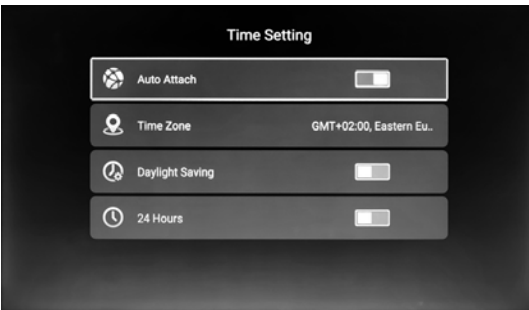 Time Setting
Auto Attach
Time Zone GMT+02:00, Eastern Eu..
Daylight Saving
24 Hours